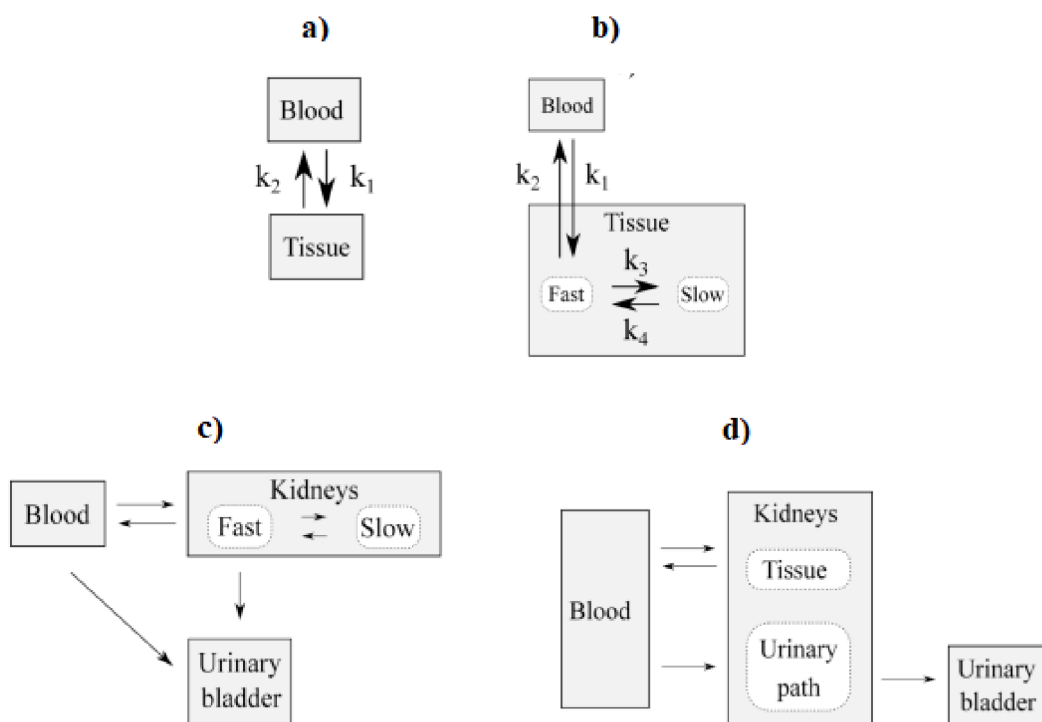 a)
Blood
k2
k1
Tissue
b)
Blood
k2
k1
Tissue
k3
Fast
Slow
k4
c)
Kidneys
Blood
Fast
Slow
Urinary
bladder
d)
Kidneys
Tissue
Blood
Urinary
path
Urinary
bladder